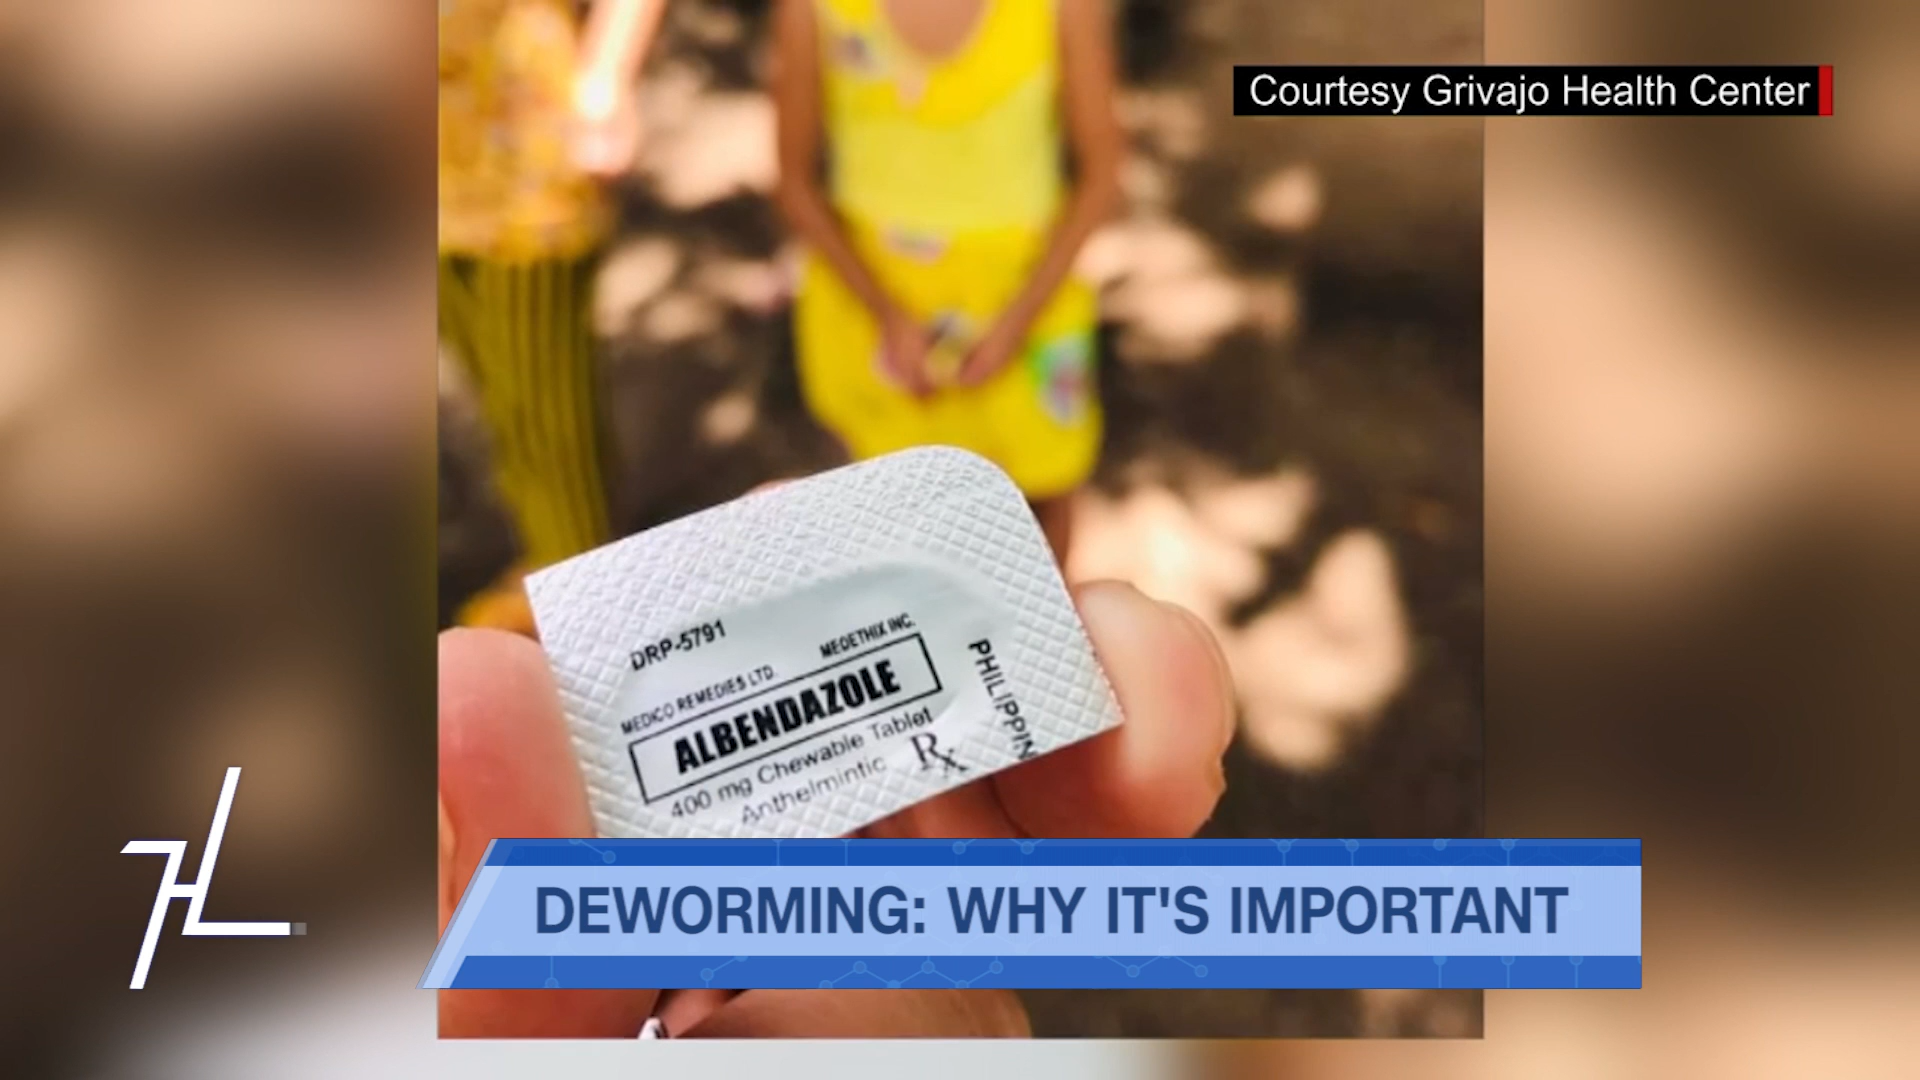 Courtesy Grivajo Health Center
DRP-5791
MEDICO REMEDIES LTD. MEDETHIX INC.
ALBENDAZOLE
400 mg Chewable Tablet
Anthelmintic Rx
PHILIPPIN
DEWORMING: WHY IT'S IMPORTANT